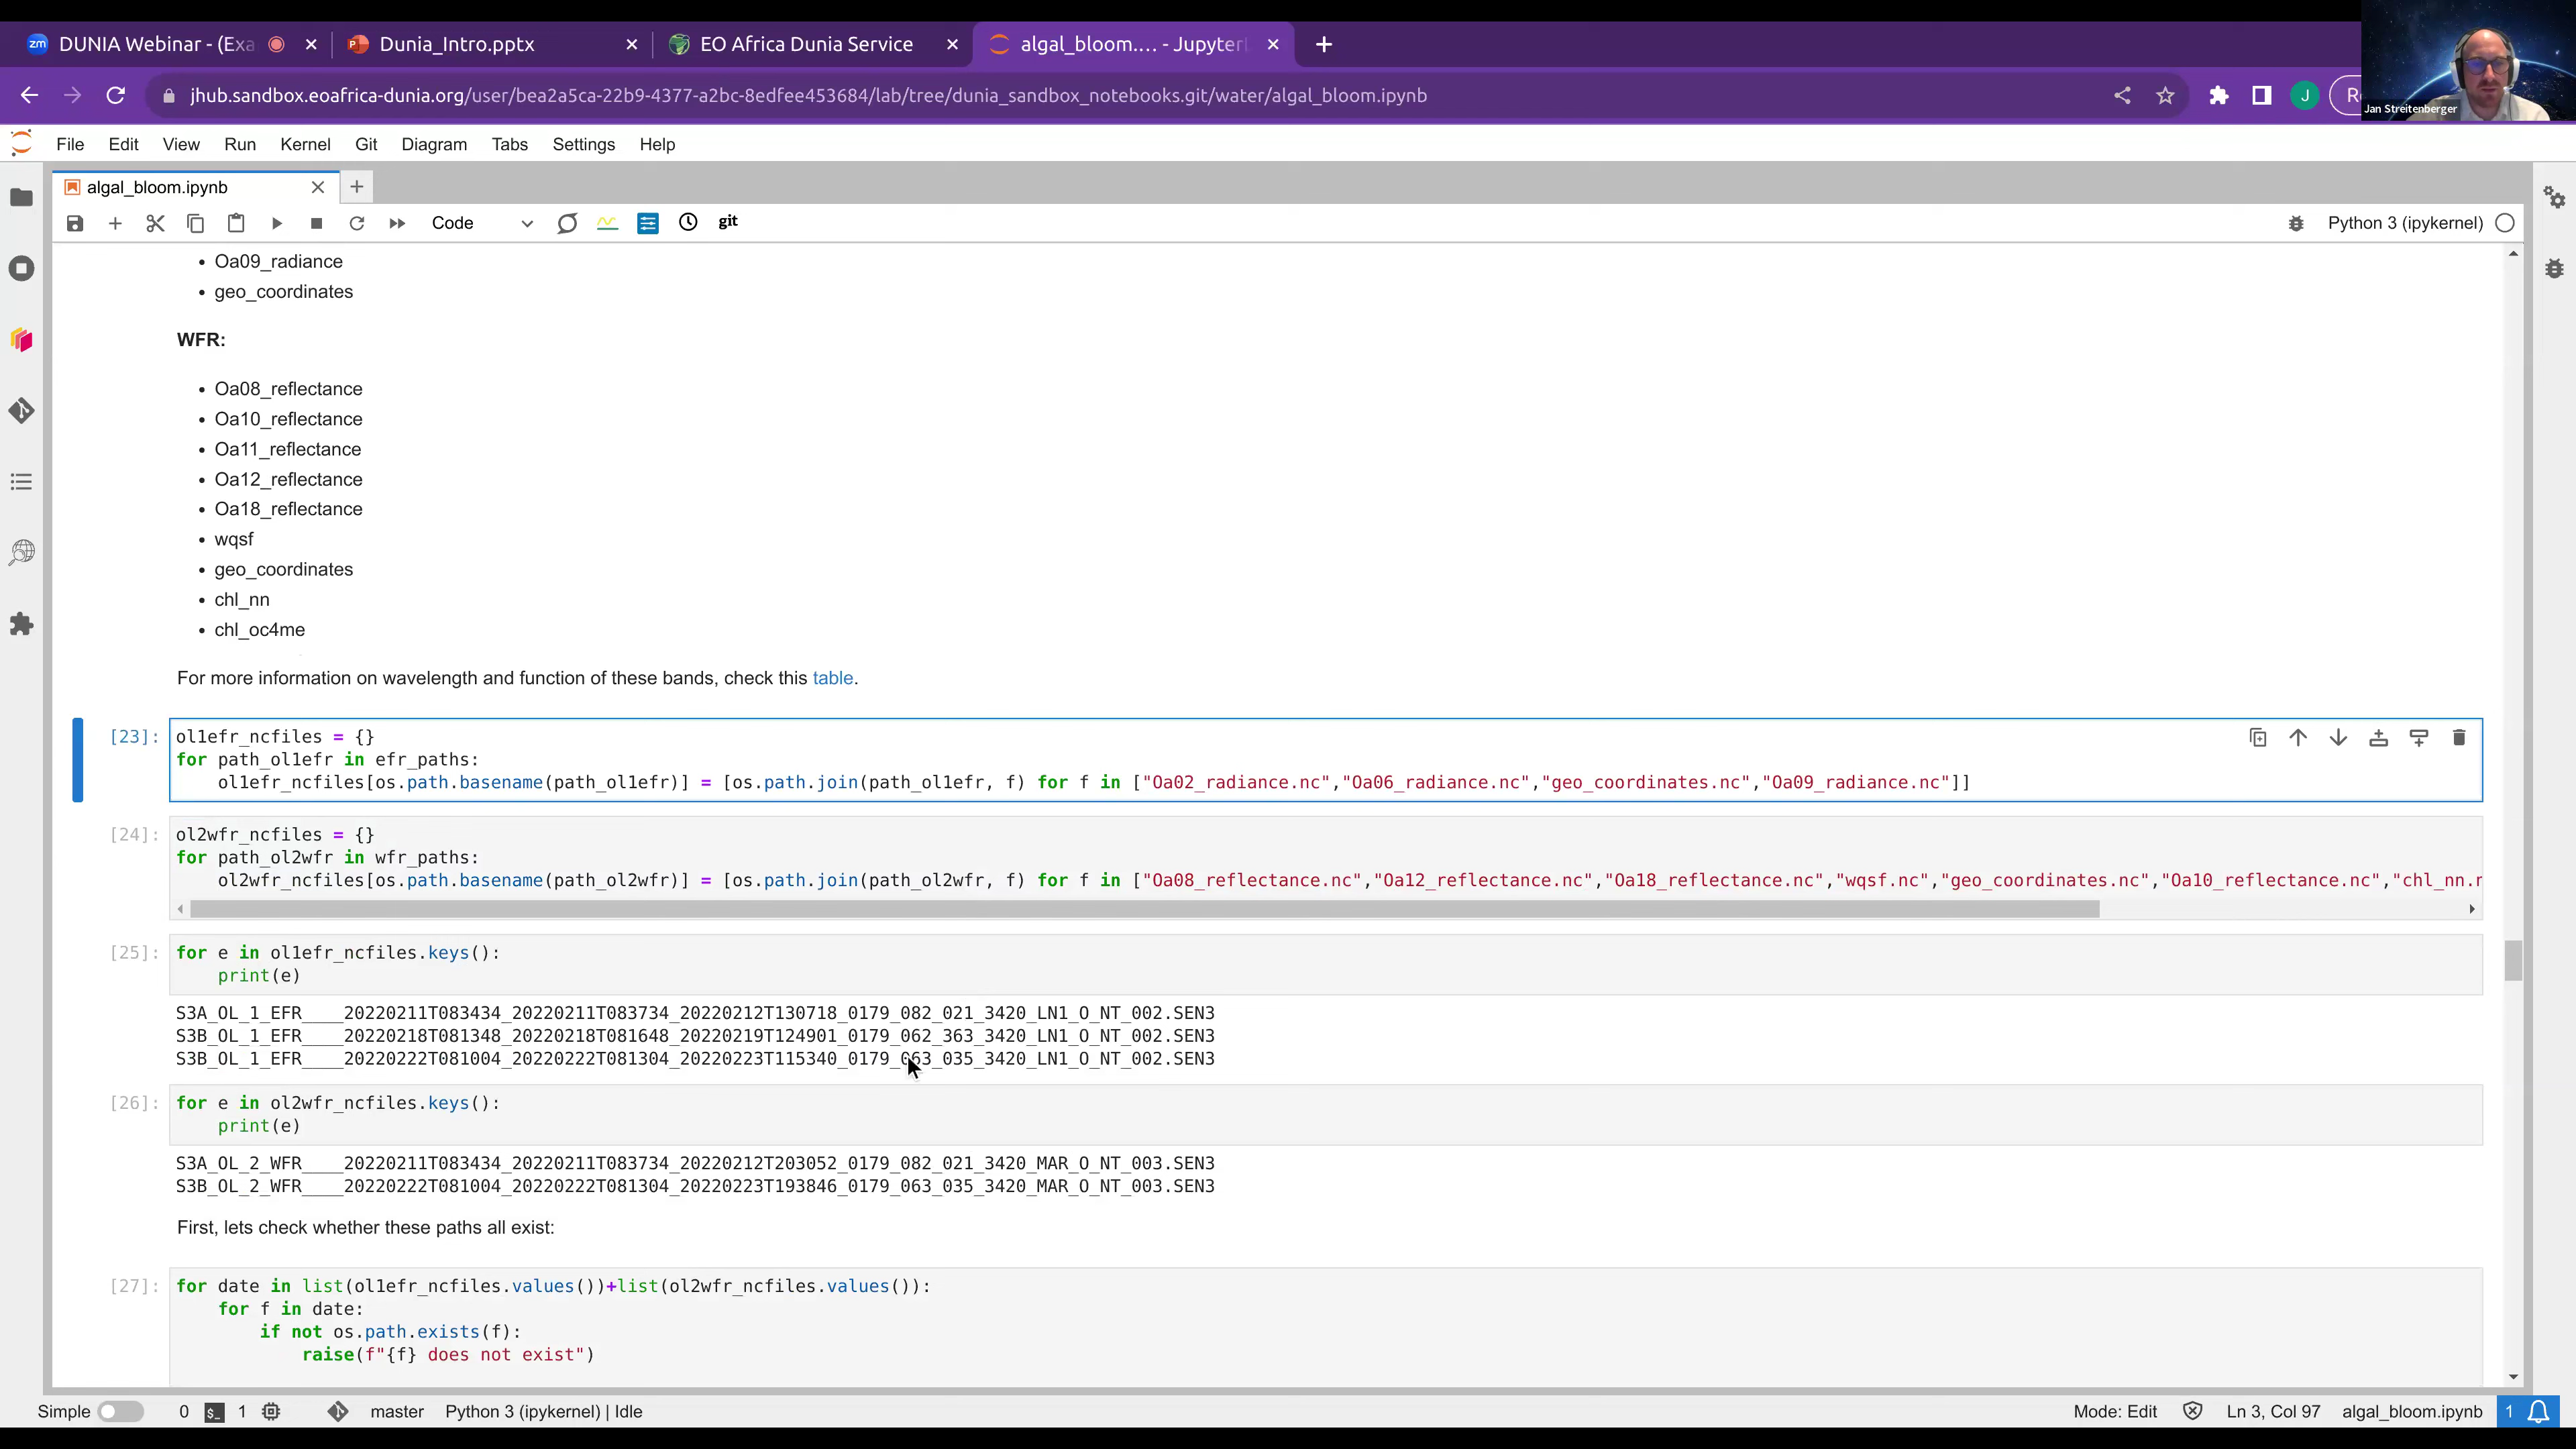 DUNIA Webinar - (Exa
Dunia_Intro.pptx
EO Africa Dunia Service
algal_bloom.... - Jupyter
jhub.sandbox.eoafrica-dunia.org/user/bea2a5ca-22b9-4377-a2bc-8edfee453684/lab/tree/dunia_sandbox_notebooks.git/water/algal_bloom.ipynb
J
Jan Streitenberger
File Edit View Run Kernel Git Diagram Tabs Settings Help
algal_bloom.ipynb
Code
git
Python 3 (ipykernel)
• Oa09_radiance
• geo_coordinates
WFR:
• Oa08_reflectance
• Oa10_reflectance
• Oa11_reflectance
• Oa12_reflectance
• Oa18_reflectance
• wqsf
• geo_coordinates
• chl_nn
• chl_oc4me
For more information on wavelength and function of these bands, check this table.
[23]: ol1efr_ncfiles = {}
for path_ol1efr in efr_paths:
ol1efr_ncfiles[os.path.basename(path_ol1efr)] = [os.path.join(path_ol1efr, f) for f in ["Oa02_radiance.nc","Oa06_radiance.nc","geo_coordinates.nc","Oa09_radiance.nc"]]
[24]: ol2wfr_ncfiles = {}
for path_ol2wfr in wfr_paths:
ol2wfr_ncfiles[os.path.basename(path_ol2wfr)] = [os.path.join(path_ol2wfr, f) for f in ["Oa08_reflectance.nc","Oa12_reflectance.nc","Oa18_reflectance.nc","wqsf.nc","geo_coordinates.nc","Oa10_reflectance.nc","chl_nn.n
[25]: for e in ol1efr_ncfiles.keys():
print(e)
S3A_OL_1_EFR____20220211T083434_20220211T083734_20220212T130718_0179_082_021_3420_LN1_O_NT_002.SEN3
S3B_OL_1_EFR____20220218T081348_20220218T081648_20220219T124901_0179_062_363_3420_LN1_O_NT_002.SEN3
S3B_OL_1_EFR____20220222T081004_20220222T081304_20220223T115340_0179_063_035_3420_LN1_O_NT_002.SEN3
[26]: for e in ol2wfr_ncfiles.keys():
print(e)
S3A_OL_2_WFR____20220211T083434_20220211T083734_20220212T203052_0179_082_021_3420_MAR_O_NT_003.SEN3
S3B_OL_2_WFR____20220222T081004_20220222T081304_20220223T193846_0179_063_035_3420_MAR_O_NT_003.SEN3
First, lets check whether these paths all exist:
[27]: for date in list(ol1efr_ncfiles.values())+list(ol2wfr_ncfiles.values()):
for f in date:
if not os.path.exists(f):
raise(f"{f} does not exist")
Simple 0 1 master Python 3 (ipykernel) | Idle Mode: Edit Ln 3, Col 97 algal_bloom.ipynb 1